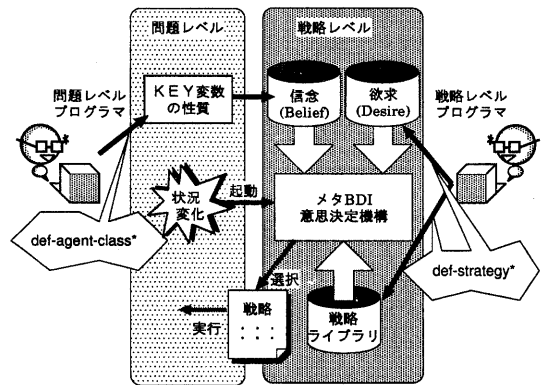 問題レベル
戦略レベル
問題レベル
プログラマ
KEY変数
の性質
信念
(Belief)
欲求
(Desire)
戦略レベル
プログラマ
状況
変化
起動
メタBDI
意思決定機構
def-agent-class*
def-strategy*
選択
実行
戦略
・
・
・
戦略
ライブラリ